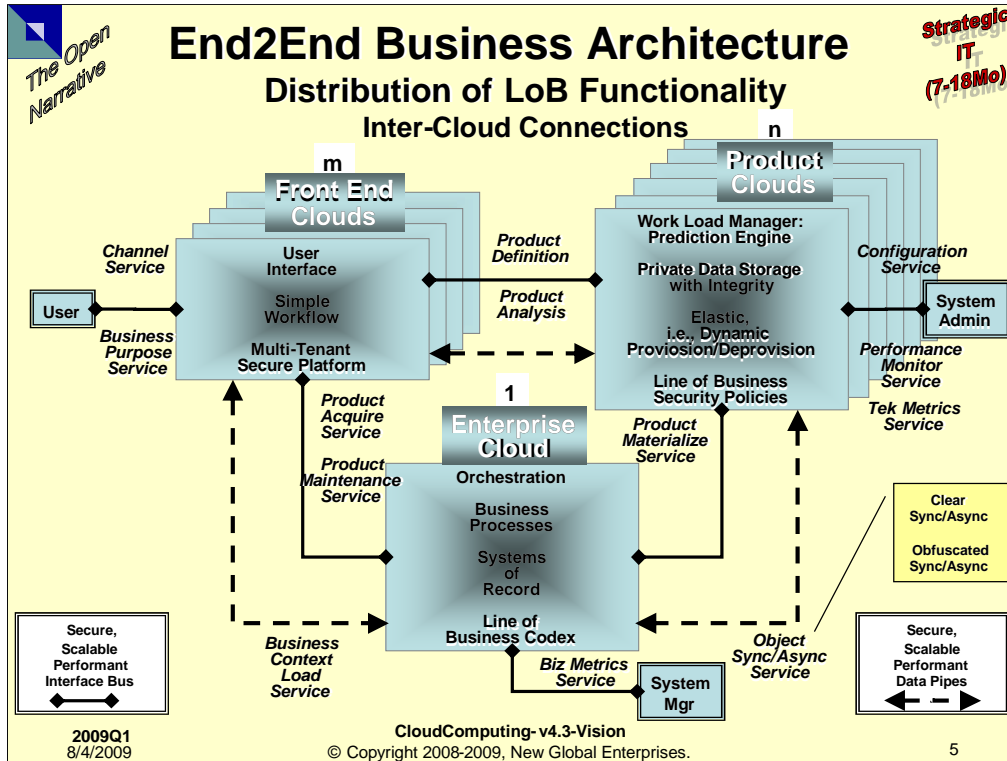 The Open
Narrative
End2End Business Architecture
Distribution of LoB Functionality
Inter-Cloud Connections
Strategic
IT
(7-18Mo)
m
Front End
Clouds
n
Product
Clouds
Channel
Service
User
Business
Purpose
Service
User
Interface
Simple
Workflow
Multi-Tenant
Secure Platform
Product
Definition
Product
Analysis
Work Load Manager:
Prediction Engine
Private Data Storage
with Integrity
Elastic,
i.e., Dynamic
Proviosion/Deprovision
Line of Business
Security Policies
Configuration
Service
System
Admin
Performance
Monitor
Service
Tek Metrics
Service
Product
Acquire
Service
Product
Maintenance
Service
1
Enterprise
Cloud
Orchestration
Business
Processes
Systems
of
Record
Line of
Business Codex
Product
Materialize
Service
Clear
Sync/Async
Obfuscated
Sync/Async
Secure,
Scalable
Performant
Interface Bus
Business
Context
Load
Service
Biz Metrics
Service
System
Mgr
Object
Sync/Async
Service
Secure,
Scalable
Performant
Data Pipes
2009Q1
8/4/2009
CloudComputing- v4.3-Vision
© Copyright 2008-2009, New Global Enterprises.
5